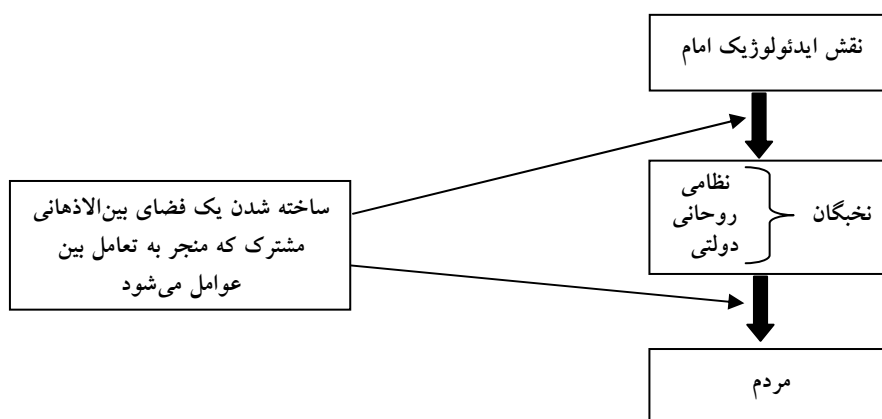 نقش ایدئولوژیک امام
نخبگان
نظامی
روحانی
دولتی
ساخته شدن یک فضای بین‌الاذهانی
مشترک که منجر به تعامل بین
عوامل می‌شود
مردم